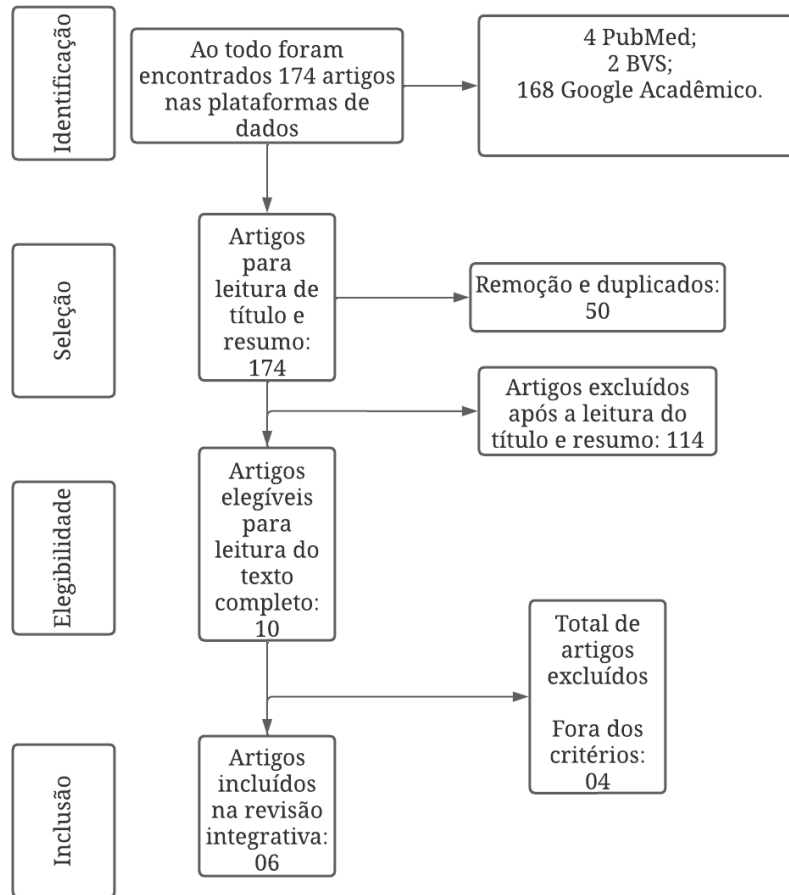 Identificação
Ao todo foram
encontrados 174 artigos
nas plataformas de
dados
4 PubMed;
2 BVS;
168 Google Acadêmico.
Seleção
Artigos
para
leitura de
título e
resumo:
174
Remoção e duplicados:
50
Artigos excluídos
após a leitura do
título e resumo: 114
Elegibilidade
Artigos
elegíveis
para
leitura do
texto
completo:
10
Total de
artigos
excluídos
Fora dos
critérios:
04
Inclusão
Artigos
incluídos
na revisão
integrativa:
06